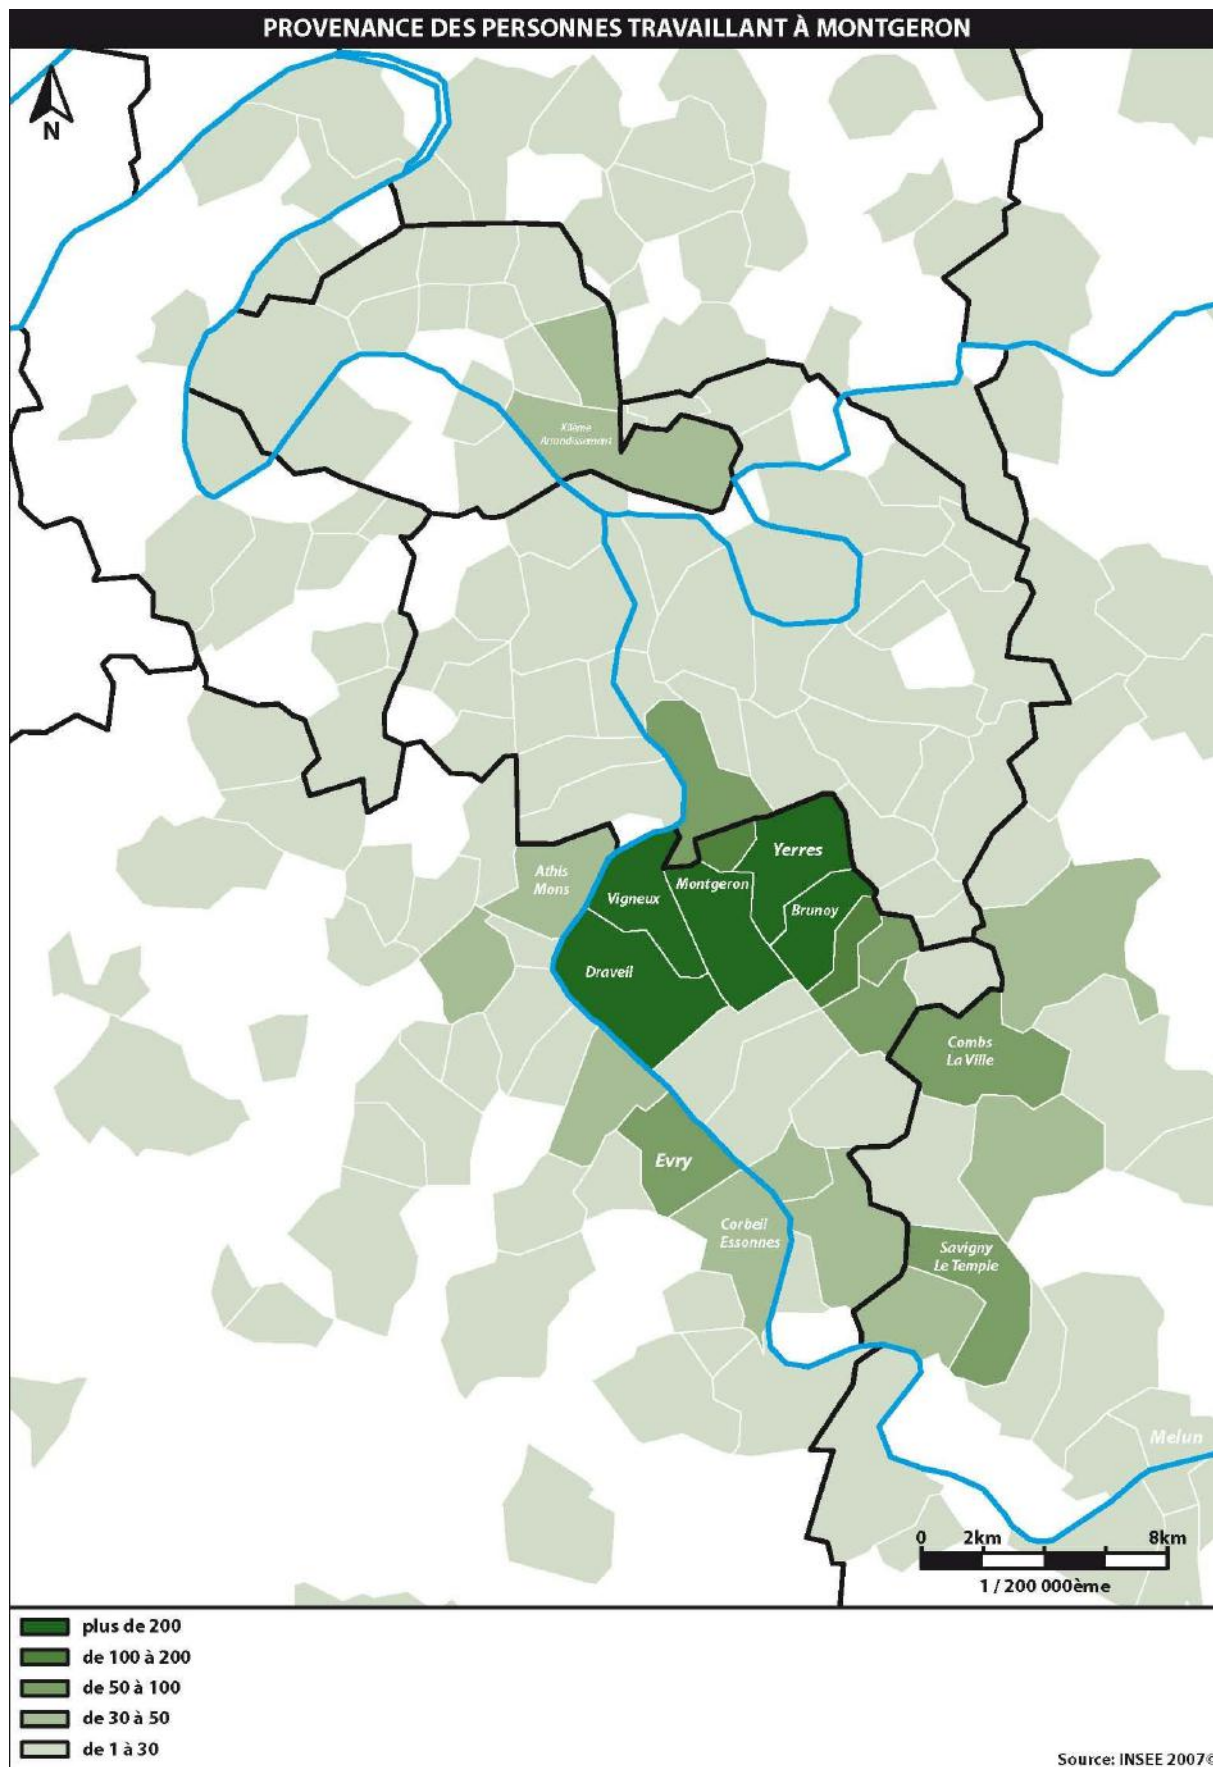 PROVENANCE DES PERSONNES TRAVAILLANT À MONTGERON
N
XIIème
Arrondissement
Yerres
Athis
Mons
Vigneux
Montgeron
Brunoy
Draveil
Combs
La Ville
Evry
Corbeil
Essonnes
Savigny
Le Temple
Melun
0 2km 8km
1 / 200 000ème
plus de 200
de 100 à 200
de 50 à 100
de 30 à 50
de 1 à 30
Source: INSEE 2007©